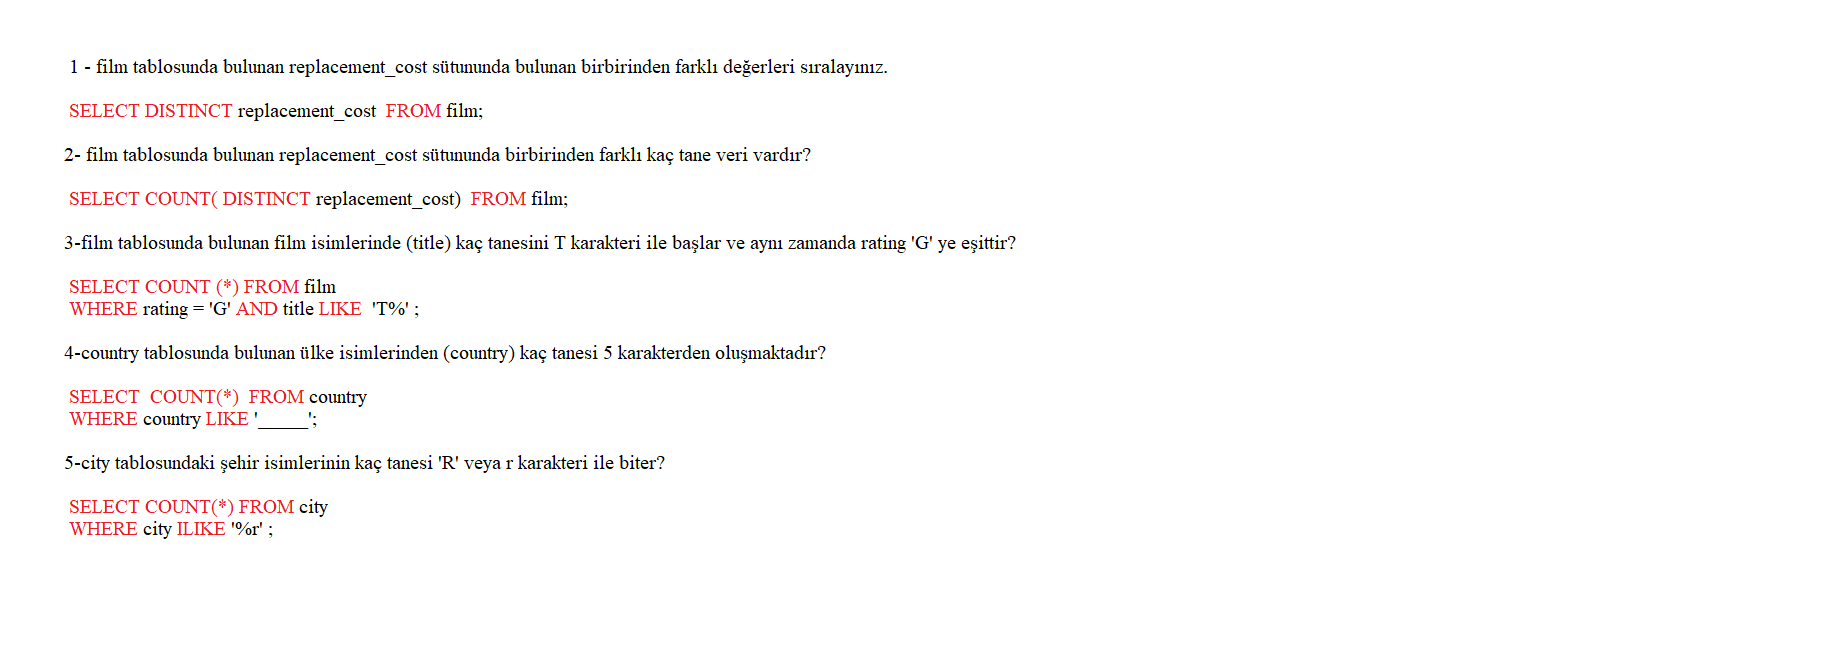 1 - film tablosunda bulunan replacement_cost sütununda bulunan birbirinden farklı değerleri sıralayınız.
SELECT DISTINCT replacement_cost  FROM film;
2- film tablosunda bulunan replacement_cost sütununda birbirinden farklı kaç tane veri vardır?
SELECT COUNT( DISTINCT replacement_cost)  FROM film;
3-film tablosunda bulunan film isimlerinde (title) kaç tanesini T karakteri ile başlar ve aynı zamanda rating 'G' ye eşittir?
SELECT COUNT (*) FROM film
WHERE rating = 'G' AND title LIKE  'T%' ;
4-country tablosunda bulunan ülke isimlerinden (country) kaç tanesi 5 karakterden oluşmaktadır?
SELECT  COUNT(*)  FROM country
WHERE country LIKE '_____';
5-city tablosundaki şehir isimlerinin kaç tanesi 'R' veya r karakteri ile biter?
SELECT COUNT(*) FROM city
WHERE city ILIKE '%r' ;